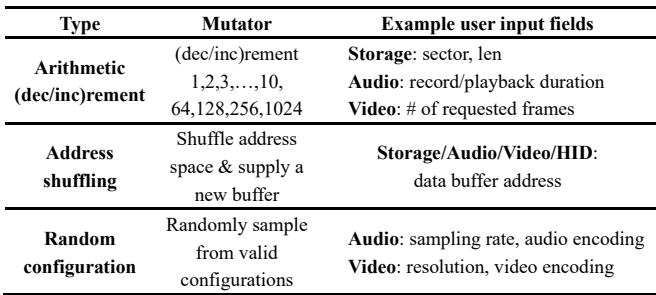 Type Mutator Example user input fields
Arithmetic
(dec/inc)rement
(dec/inc)rement
1,2,3,…,10,
64,128,256,1024
Storage: sector, len
Audio: record/playback duration
Video: # of requested frames
Address
shuffling
Shuffle address
space & supply a
new buffer
Storage/Audio/Video/HID:
data buffer address
Random
configuration
Randomly sample
from valid
configurations
Audio: sampling rate, audio encoding
Video: resolution, video encoding